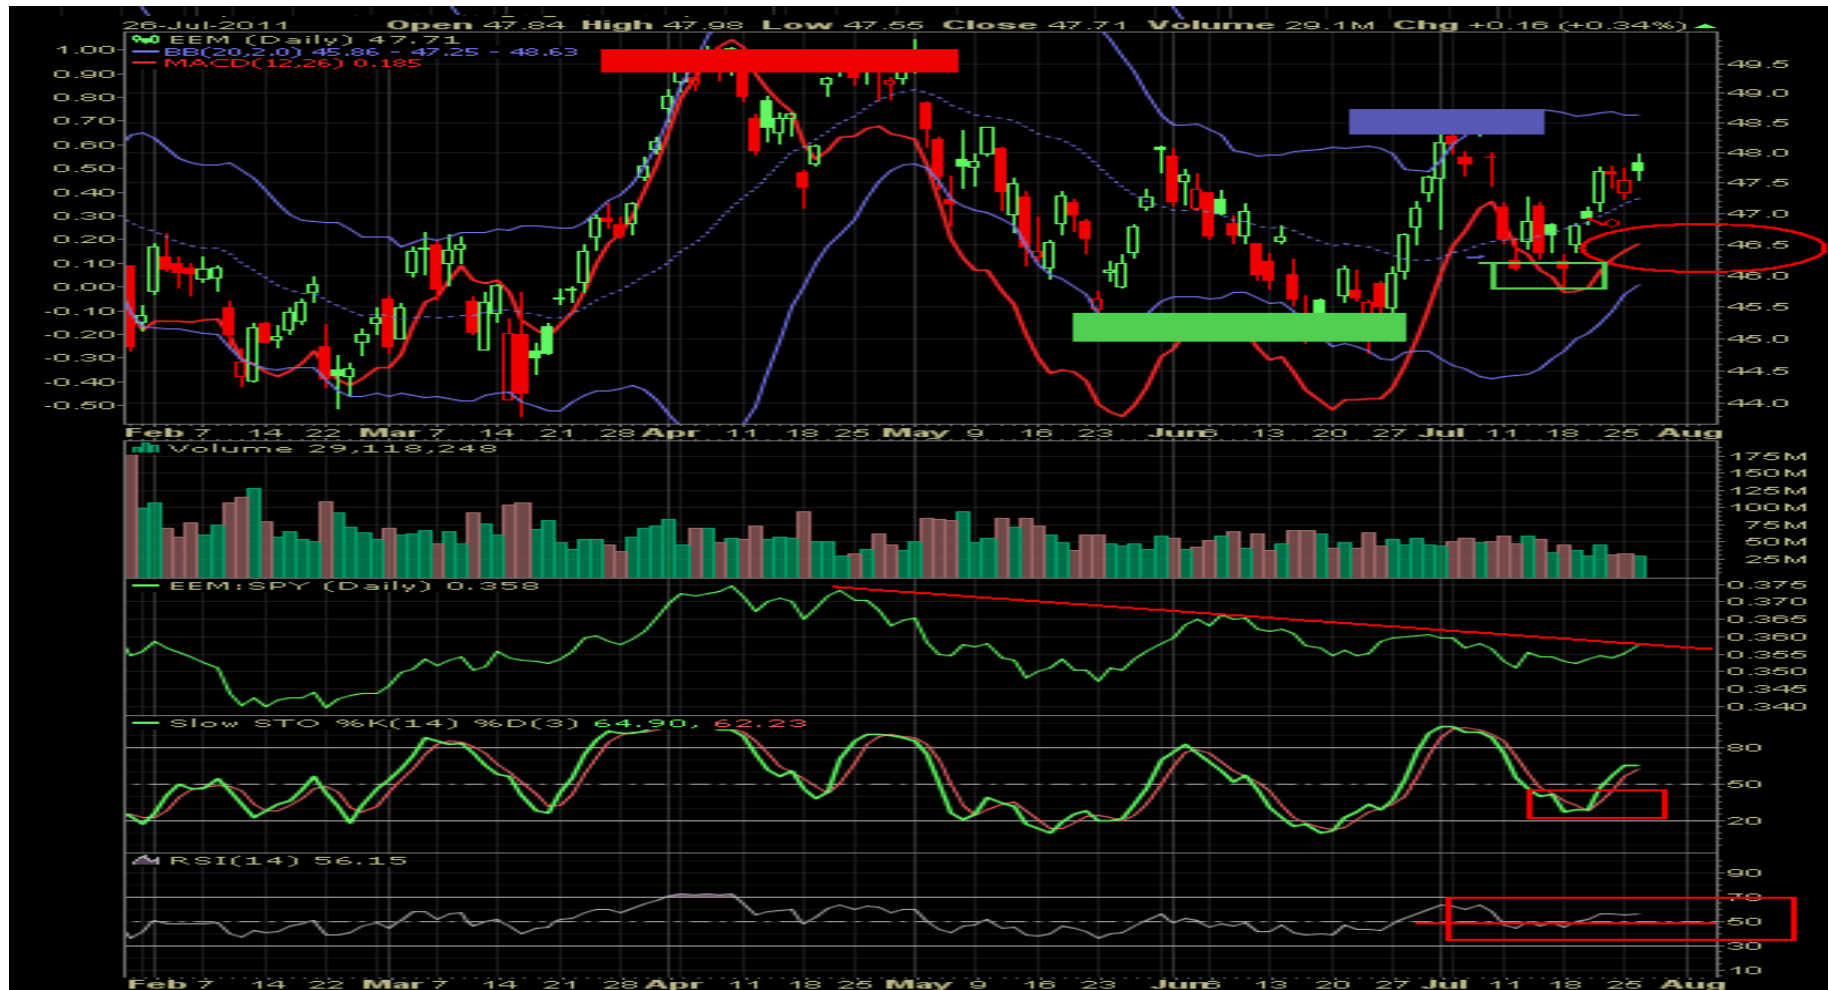 26-Jul-2011 Open 47.84 High 47.98 Low 47.55 Close 47.71 Volume 29.1M Chg +0.16 (+0.34%)
EEM (Daily) 47.71
BB(20,2.0) 45.86 - 47.25 - 48.63
MACD(12,26) 0.185
1.00
0.90
0.80
0.70
0.60
0.50
0.40
0.30
0.20
0.10
0.00
-0.10
-0.20
-0.30
-0.40
-0.50
49.5
49.0
48.5
48.0
47.5
47.0
46.5
46.0
45.5
45.0
44.5
44.0
Feb 7 14 22 Mar 7 14 21 28 Apr 11 18 25 May 9 16 23 Jun 6 13 20 27 Jul 11 18 25 Aug
Volume 29,118,248
175M
150M
125M
100M
75M
50M
25M
EEM:SPY (Daily) 0.358
0.375
0.370
0.365
0.360
0.355
0.350
0.345
0.340
Slow STO %K(14) %D(3) 64.90, 62.23
80
50
20
RSI(14) 56.15
90
70
50
30
10
Feb 7 14 22 Mar 7 14 21 28 Apr 11 18 25 May 9 16 23 Jun 6 13 20 27 Jul 11 18 25 Aug